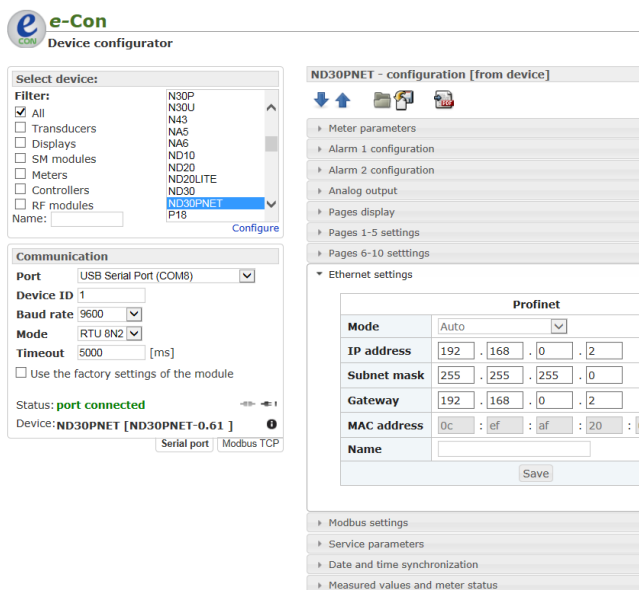 e-Con
CON
Device configurator
Select device:
Filter:
All
Transducers
Displays
SM modules
Meters
Controllers
RF modules
Name:
N30P
N30U
N43
NA5
NA6
ND10
ND20
ND20LITE
ND30
ND30PNET
P18
Configure
Communication
Port USB Serial Port (COM8)
Device ID 1
Baud rate 9600
Mode RTU 8N2
Timeout 5000 [ms]
Use the factory settings of the module
Status: port connected
Device: ND30PNET [ND30PNET-0.61 ]
Serial port Modbus TCP
ND30PNET - configuration [from device]
Meter parameters
Alarm 1 configuration
Alarm 2 configuration
Analog output
Pages display
Pages 1-5 settings
Pages 6-10 setttings
Ethernet settings
Profinet
Mode Auto
IP address 192 . 168 . 0 . 2
Subnet mask 255 . 255 . 255 . 0
Gateway 192 . 168 . 0 . 2
MAC address 0c : ef : af : 20 :
Name
Save
Modbus settings
Service parameters
Date and time synchronization
Measured values and meter status